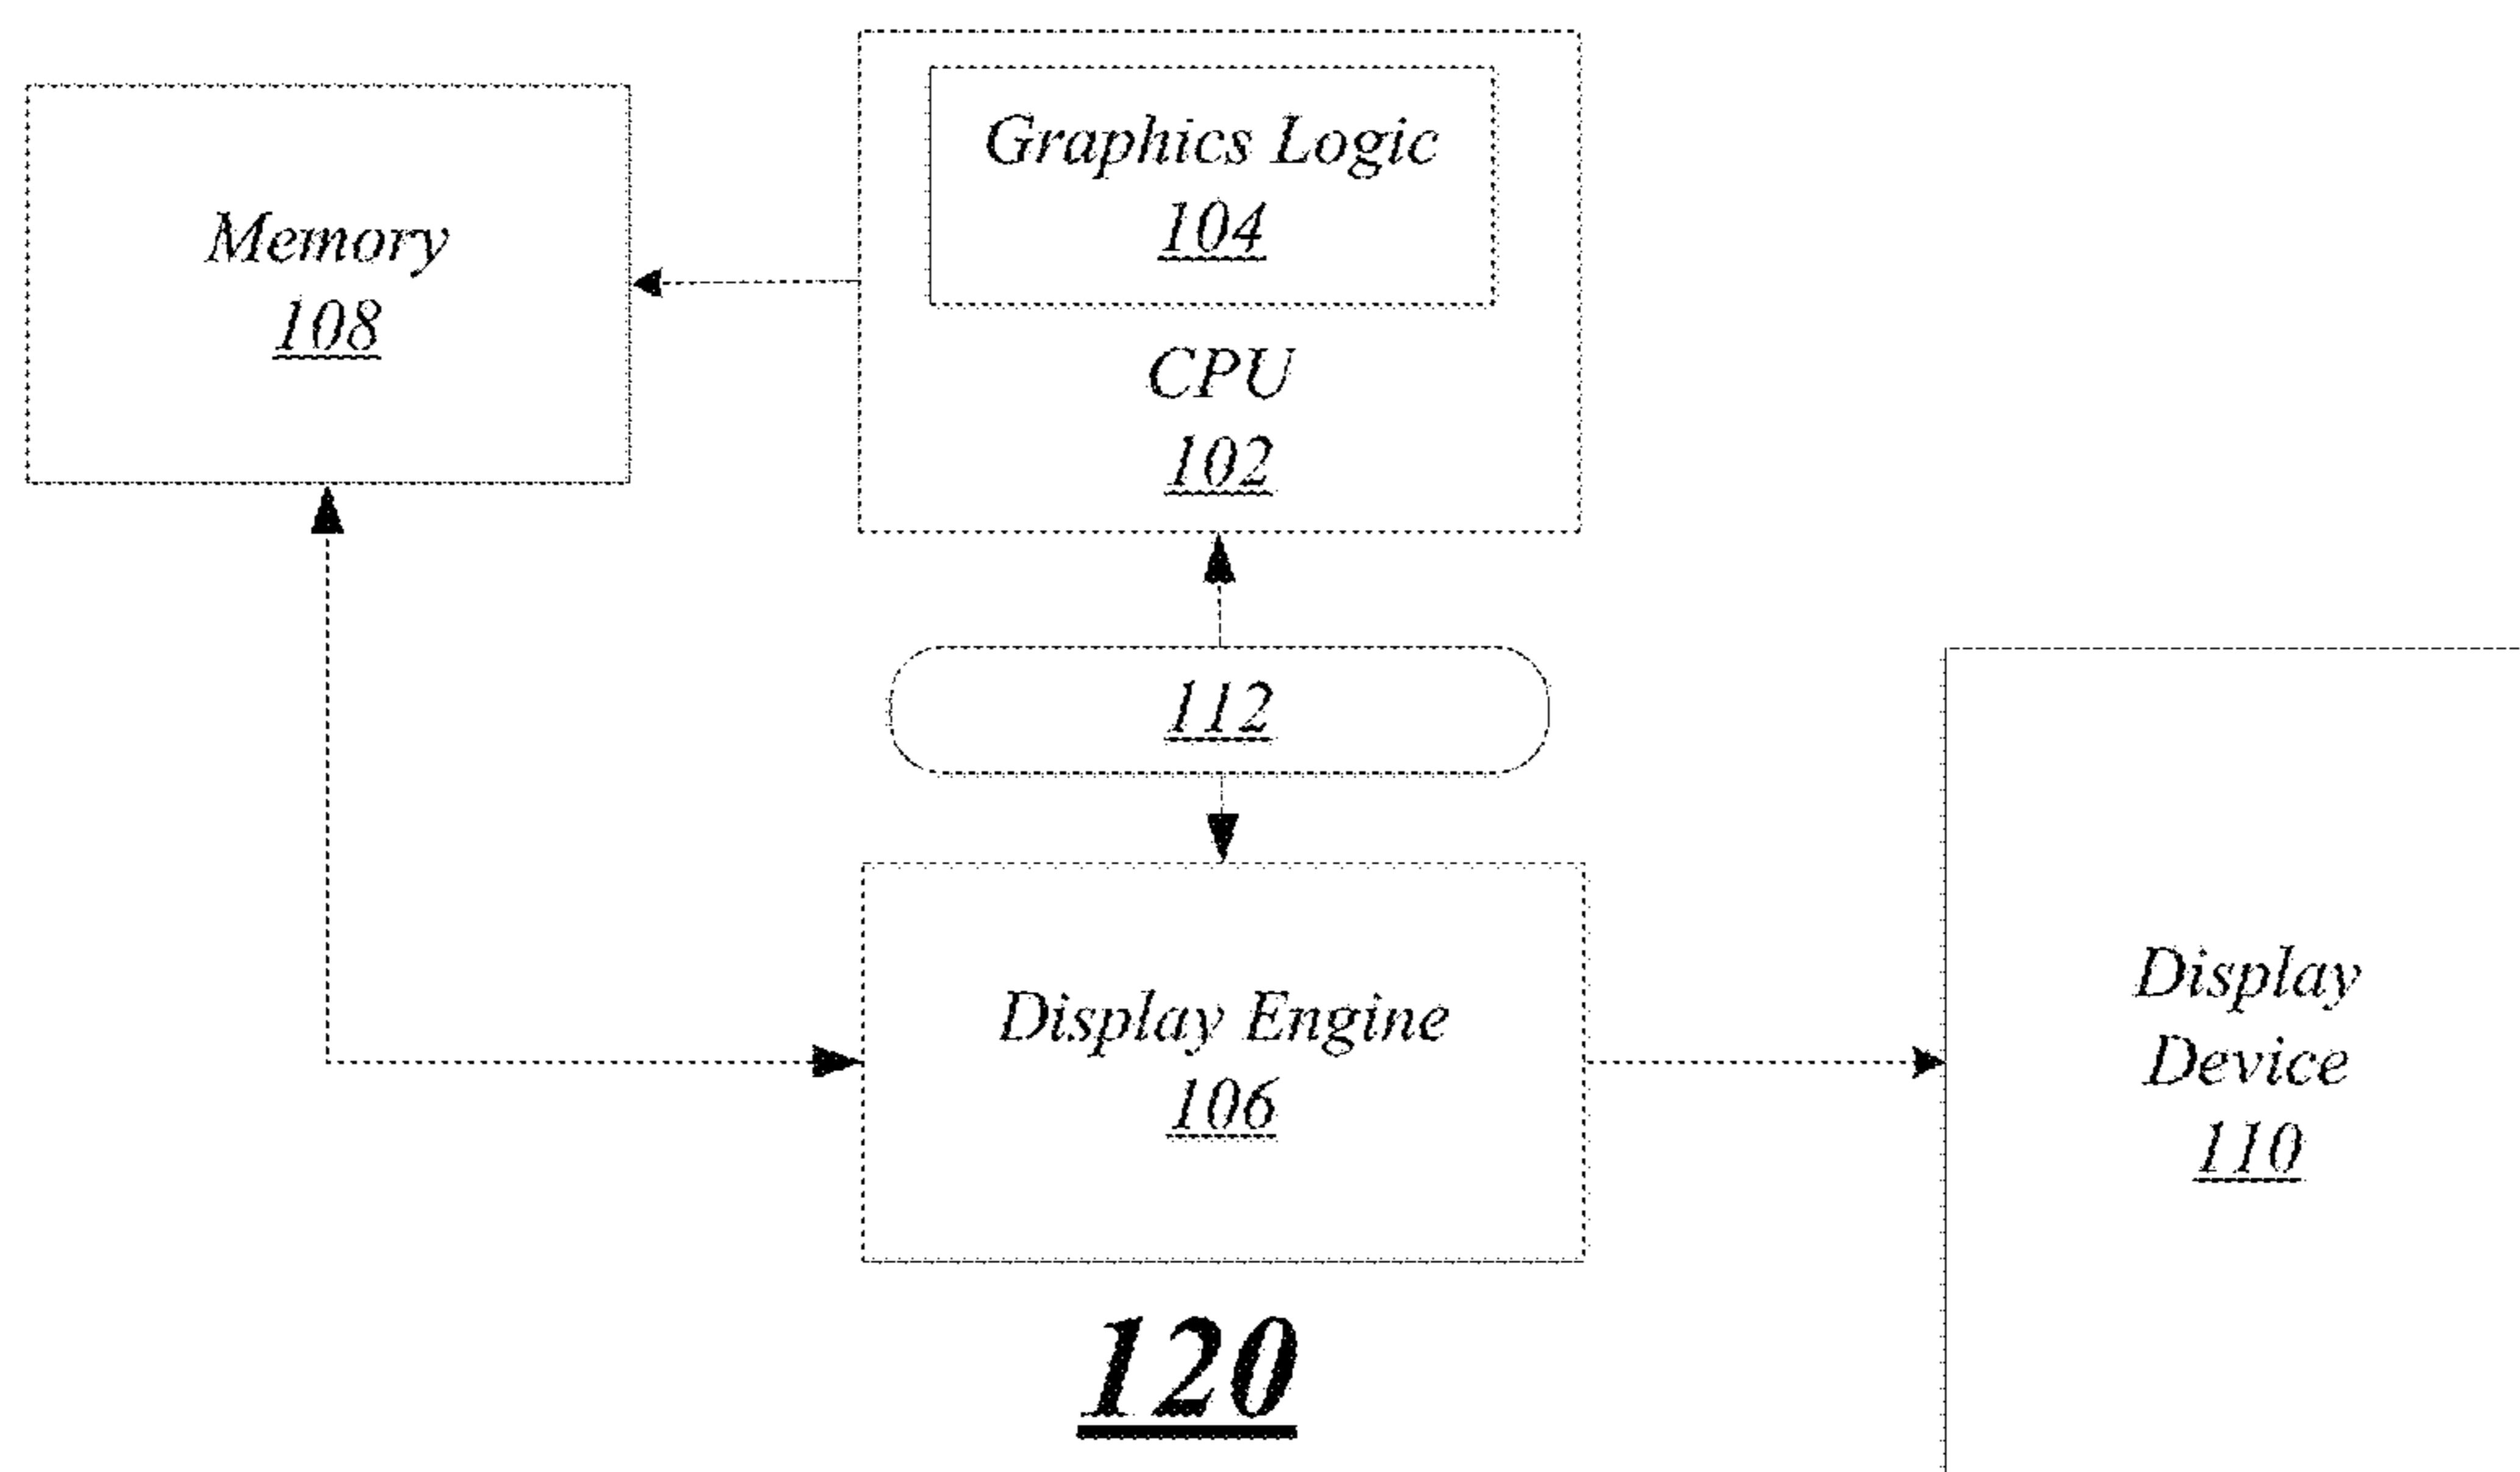 Memory
108
Graphics Logic
104
CPU
102
112
Display Engine
106
Display
Device
110
120